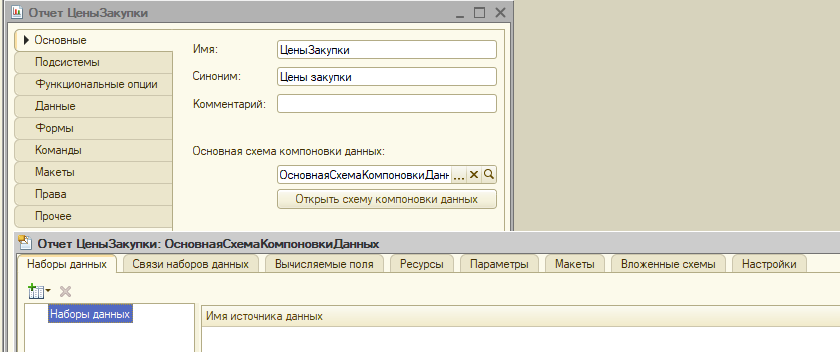 Отчет ЦеныЗакупки
Основные
Подсистемы
Функциональные опции
Данные
Формы
Команды
Макеты
Права
Прочее
Имя: ЦеныЗакупки
Синоним: Цены закупки
Комментарий:
Основная схема компоновки данных:
ОсновнаяСхемаКомпоновкиДанн ...
Открыть схему компоновки данных
Отчет ЦеныЗакупки: ОсновнаяСхемаКомпоновкиДанных
Наборы данных Связи наборов данных Вычисляемые поля Ресурсы Параметры Макеты Вложенные схемы Настройки
Наборы данных
Имя источника данных